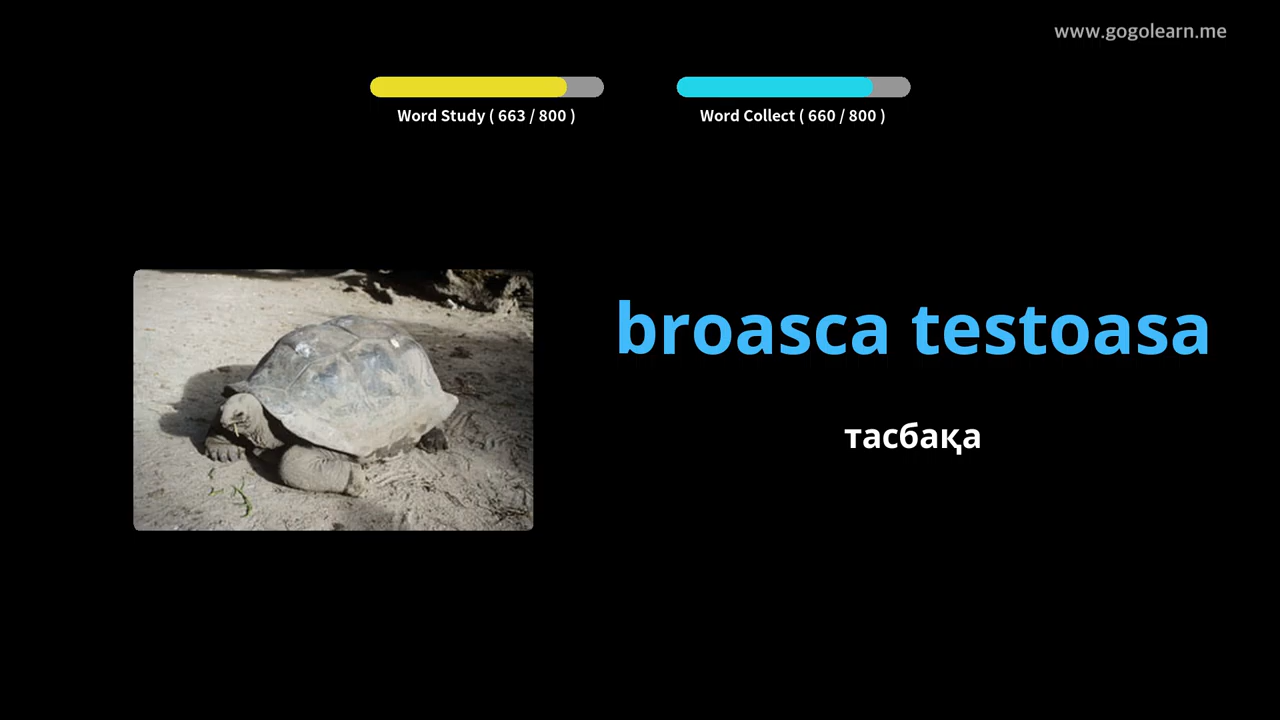 www.gogolearn.me
Word Study ( 663 / 800 )
Word Collect ( 660 / 800 )
broasca testoasa
тасбақа